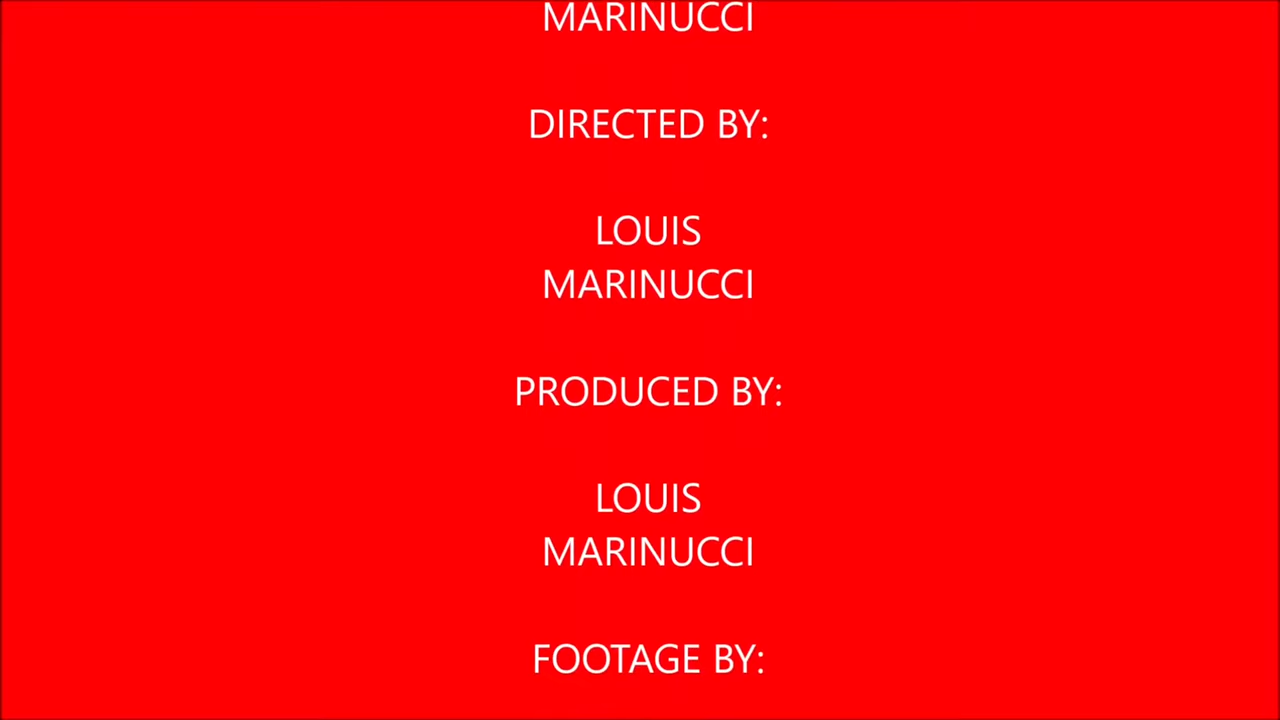 MARINUCCI
DIRECTED BY:
LOUIS
MARINUCCI
PRODUCED BY:
LOUIS
MARINUCCI
FOOTAGE BY: